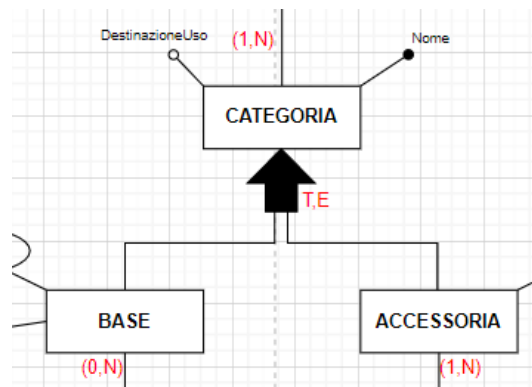 DestinazioneUso
(1,N)
Nome
CATEGORIA
T,E
BASE
ACCESSORIA
(0,N)
(1,N)